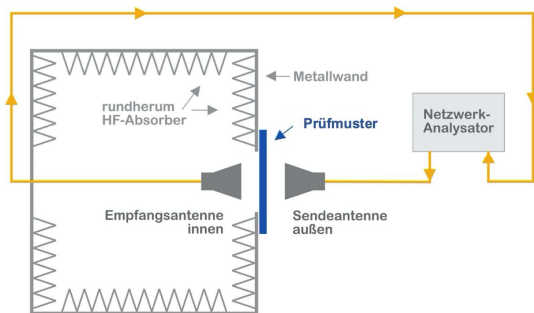 Metallwand
rundherum
HF-Absorber
Prüfmuster
Netzwerk-
Analysator
Empfangsantenne
innen
Sendeantenne
außen